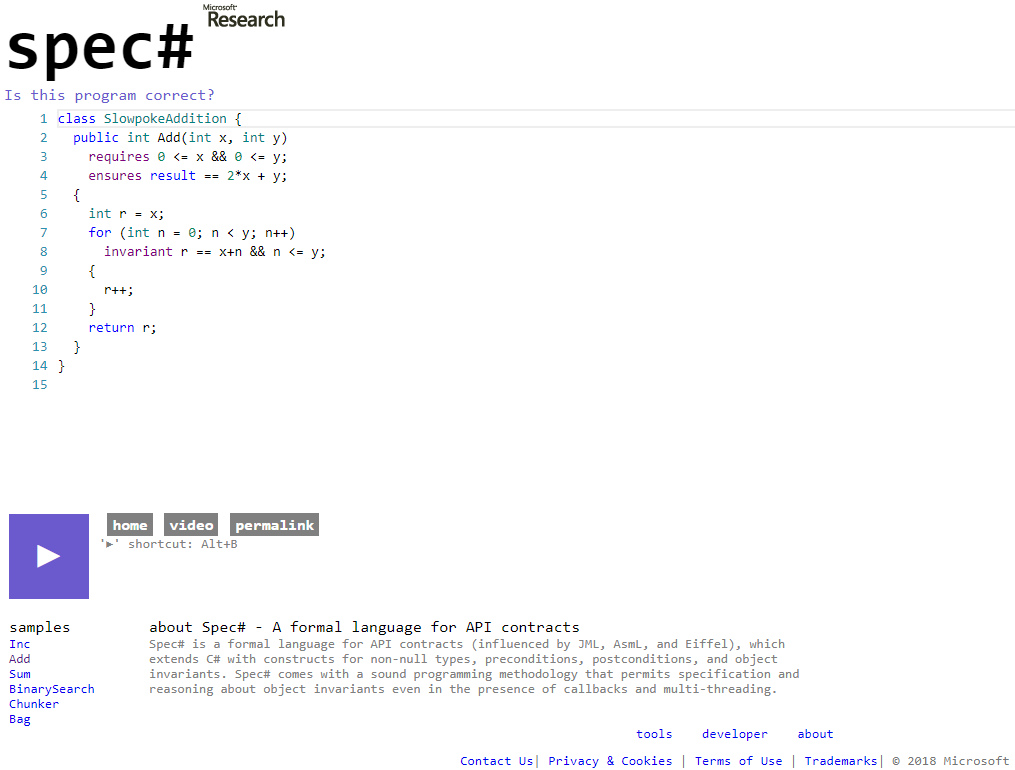 Microsoft®
Research
spec#
Is this program correct?
1 class SlowpokeAddition {
2   public int Add(int x, int y)
3     requires 0 <= x && 0 <= y;
4     ensures result == 2*x + y;
5   {
6     int r = x;
7     for (int n = 0; n < y; n++)
8       invariant r == x+n && n <= y;
9     {
10       r++;
11     }
12     return r;
13   }
14 }
15
home video permalink
'►' shortcut: Alt+B
samples
Inc
Add
Sum
BinarySearch
Chunker
Bag
about Spec# - A formal language for API contracts
Spec# is a formal language for API contracts (influenced by JML, AsmL, and Eiffel), which
extends C# with constructs for non-null types, preconditions, postconditions, and object
invariants. Spec# comes with a sound programming methodology that permits specification and
reasoning about object invariants even in the presence of callbacks and multi-threading.
tools developer about
Contact Us| Privacy & Cookies | Terms of Use | Trademarks| © 2018 Microsoft